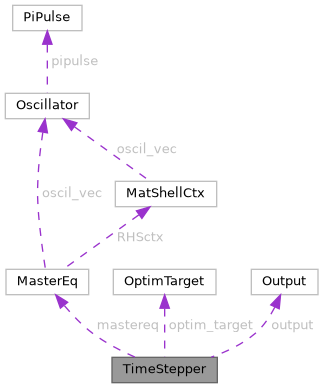 PiPulse
pipulse
Oscillator
oscil_vec
MatShellCtx
oscil_vec
RHSctx
MasterEq
OptimTarget
Output
mastereq
optim_target
output
TimeStepper